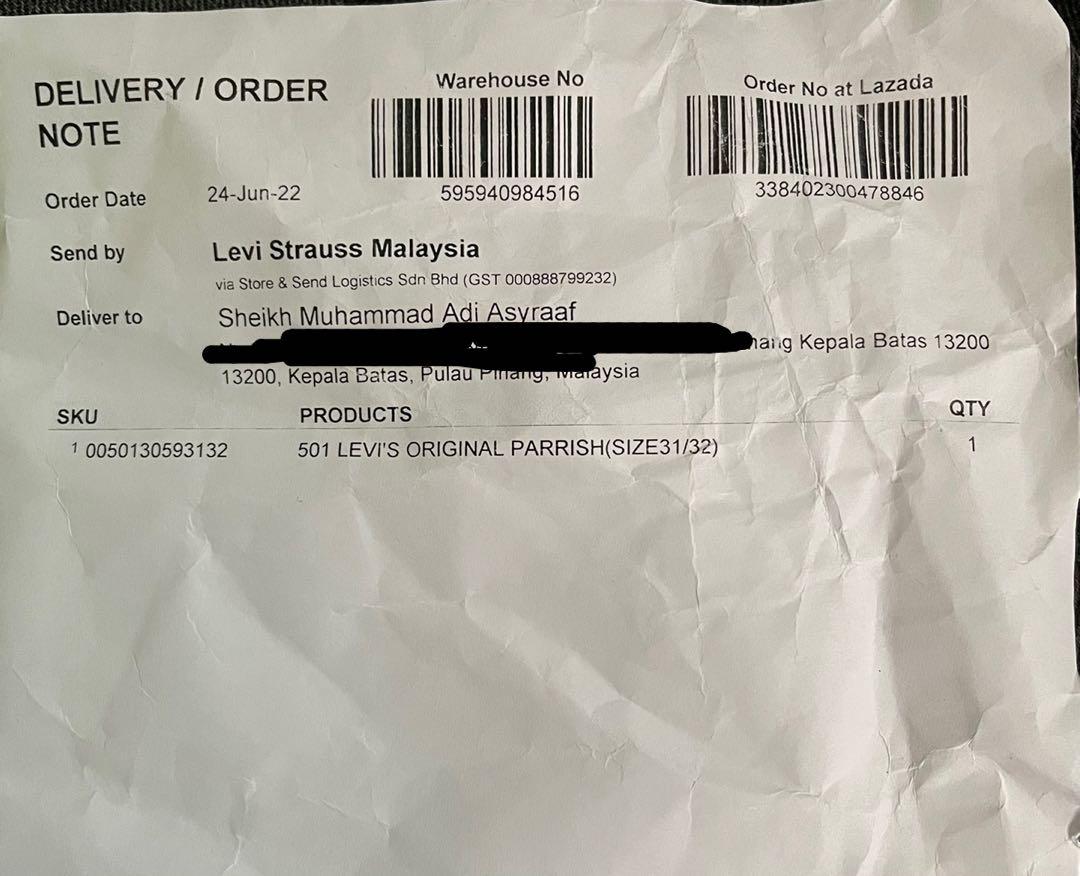 DELIVERY / ORDER NOTE
Warehouse No
595940984516
Order No at Lazada
338402300478846
Order Date 24-Jun-22
Send by Levi Strauss Malaysia
via Store & Send Logistics Sdn Bhd (GST 000888799232)
Deliver to Sheikh Muhammad Adi Asyraaf
Kepala Batas 13200
13200, Kepala Batas, Pulau Pinang, Malaysia
SKU PRODUCTS QTY
1 0050130593132 501 LEVI'S ORIGINAL PARRISH(SIZE31/32) 1